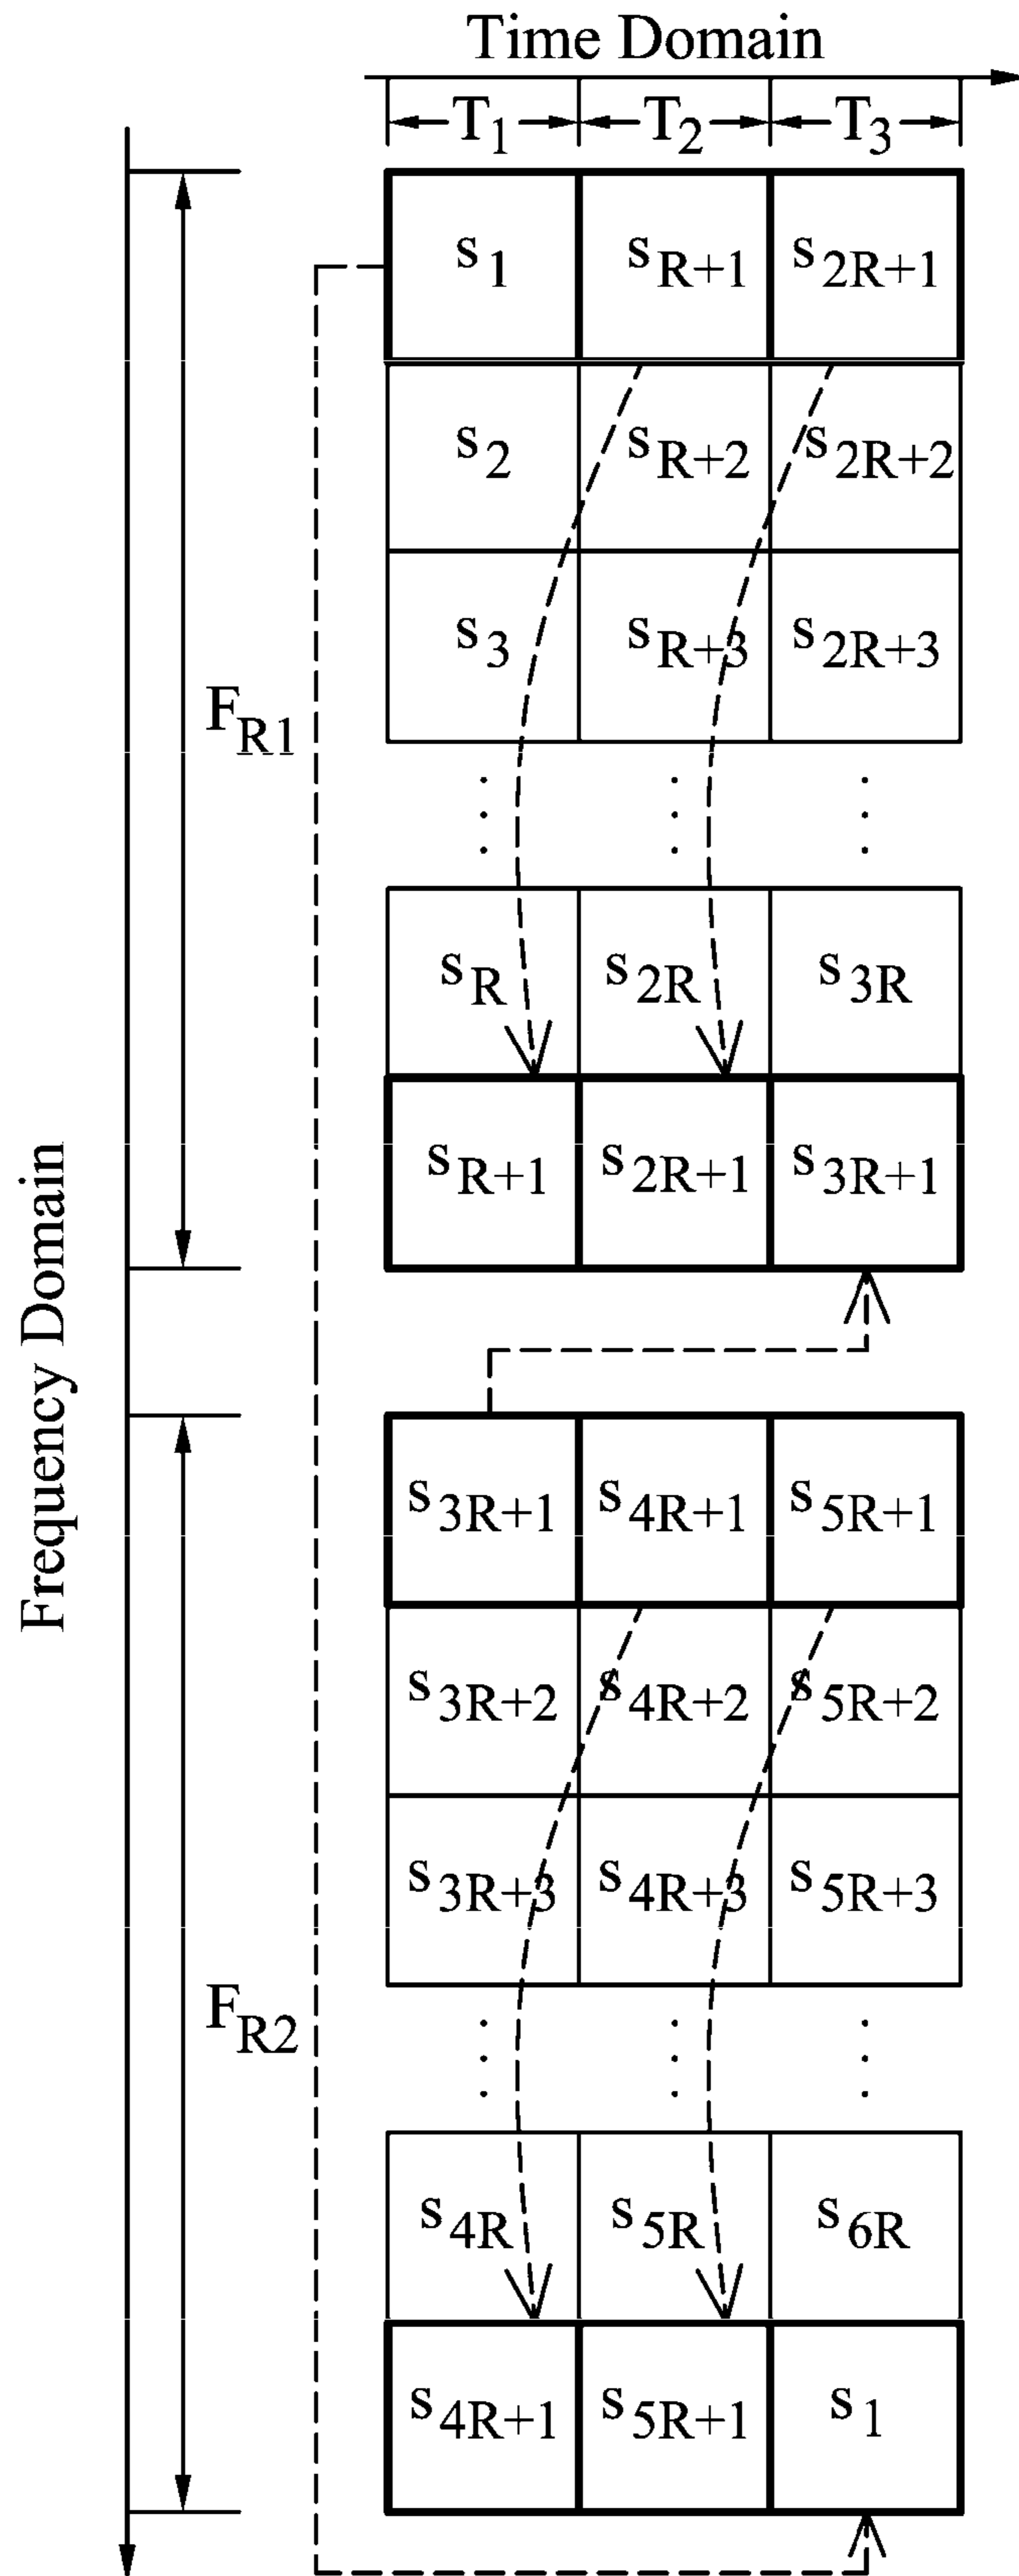 Time Domain
T1 T2 T3
s1 sR+1 s2R+1
s2 sR+2 s2R+2
s3 sR+3 s2R+3
FR1
sR s2R s3R
sR+1 s2R+1 s3R+1
Frequency Domain
s3R+1 s4R+1 s5R+1
s3R+2 s4R+2 s5R+2
s3R+3 s4R+3 s5R+3
FR2
s4R s5R s6R
s4R+1 s5R+1 s1